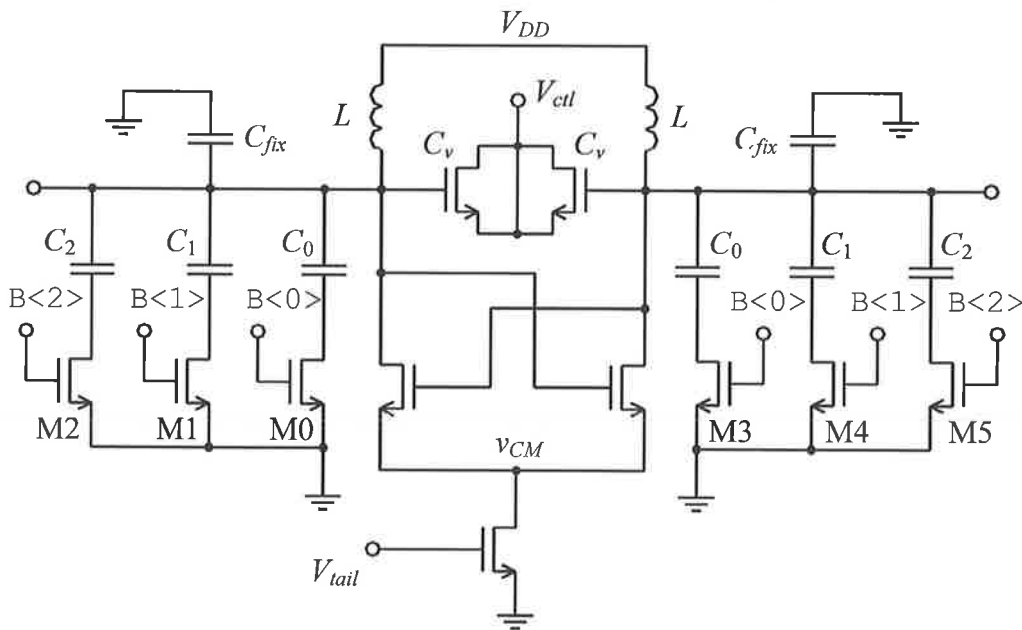 V_DD
L
V_ctl
L
C_fix
C_v
C_v
C_fix
C_2
C_1
C_0
C_0
C_1
C_2
B<2>
B<1>
B<0>
B<0>
B<1>
B<2>
M2
M1
M0
M3
M4
M5
v_CM
V_tail